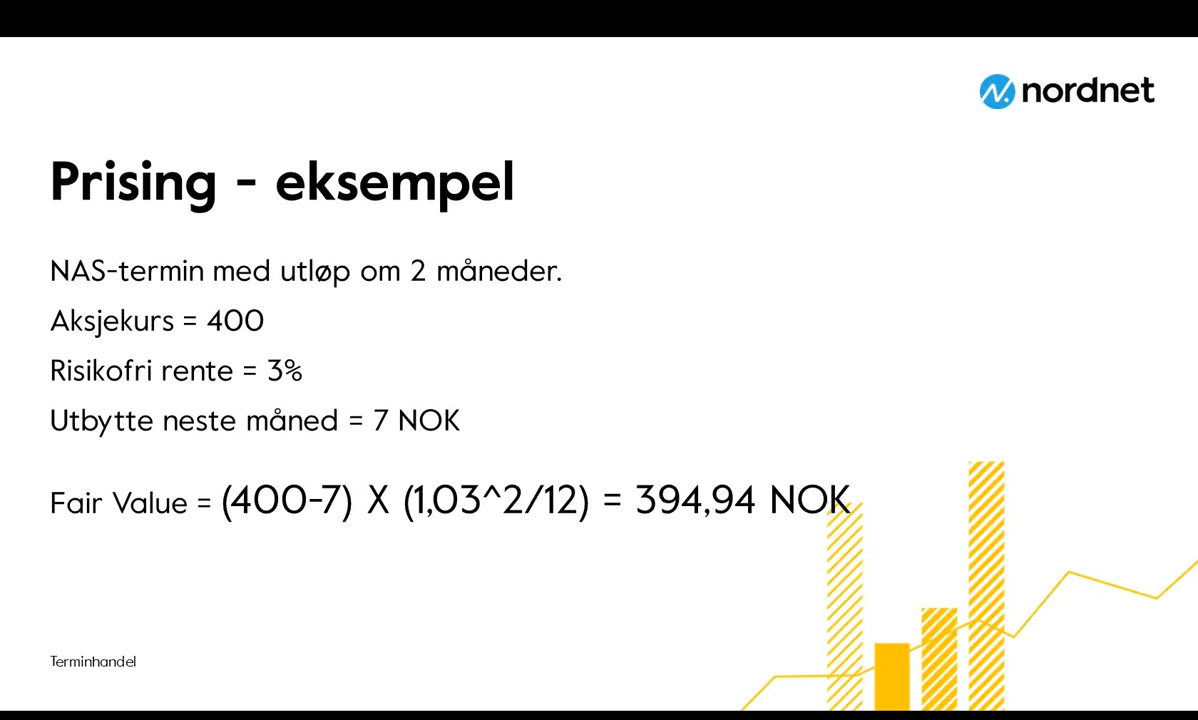 nordnet
Prising - eksempel
NAS-termin med utløp om 2 måneder.
Aksjekurs = 400
Risikofri rente = 3%
Utbytte neste måned = 7 NOK
Fair Value = (400-7) X (1,03^2/12) = 394,94 NOK
Terminhandel